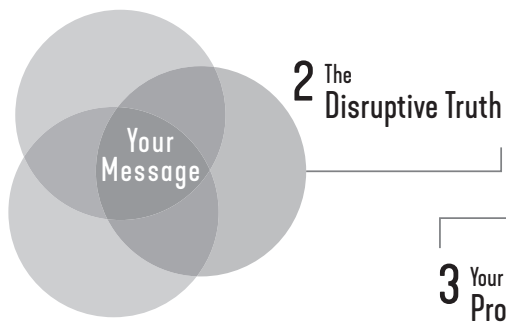 Your
Message
2 The
Disruptive Truth
3 Your
Pro